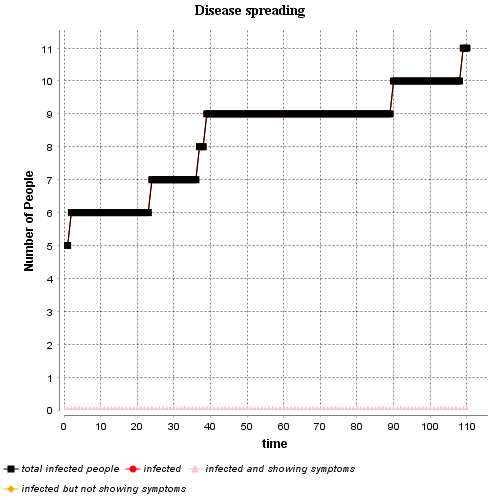 Disease spreading
11
10
9
8
7
6
5
4
3
2
1
0
Number of People
0 10 20 30 40 50 60 70 80 90 100 110
time
total infected people infected infected and showing symptoms
infected but not showing symptoms